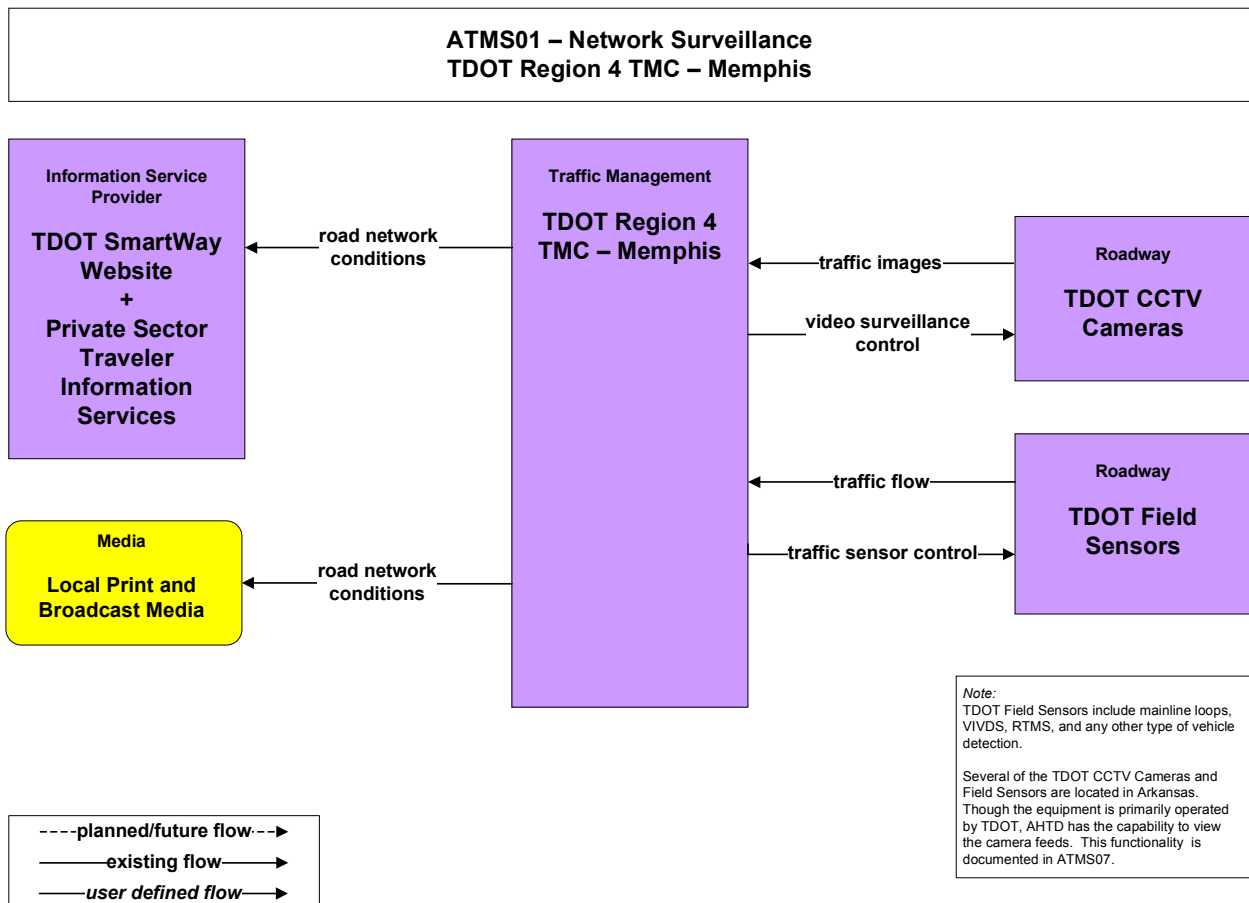 ATMS01 – Network Surveillance
TDOT Region 4 TMC – Memphis
Information Service
Provider
TDOT SmartWay
Website
+
Private Sector
Traveler
Information
Services
road network
conditions
Traffic Management
TDOT Region 4
TMC – Memphis
traffic images
video surveillance
control
Roadway
TDOT CCTV
Cameras
traffic flow
traffic sensor control
Roadway
TDOT Field
Sensors
Media
Local Print and
Broadcast Media
road network
conditions
Note:
TDOT Field Sensors include mainline loops,
VIVDS, RTMS, and any other type of vehicle
detection.
Several of the TDOT CCTV Cameras and
Field Sensors are located in Arkansas.
Though the equipment is primarily operated
by TDOT, AHTD has the capability to view
the camera feeds.  This functionality  is
documented in ATMS07.
planned/future flow
existing flow
user defined flow